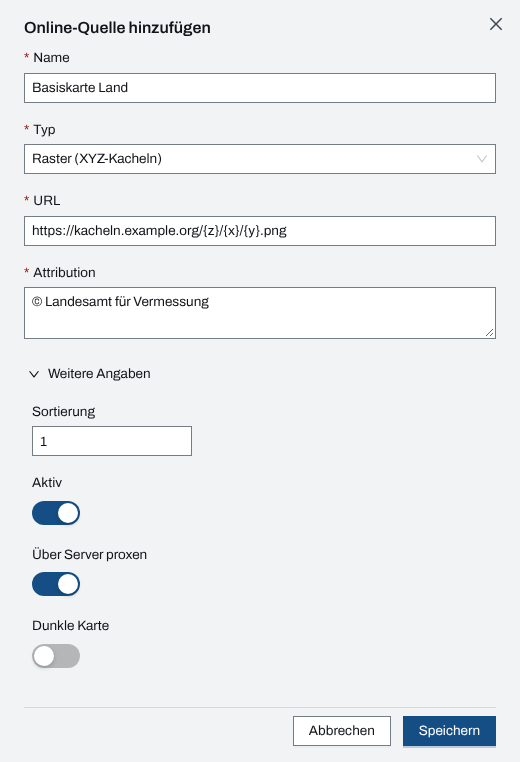 Online-Quelle hinzufügen
* Name
Basiskarte Land
* Typ
Raster (XYZ-Kacheln)
* URL
https://kacheln.example.org/{z}/{x}/{y}.png
* Attribution
© Landesamt für Vermessung
Weitere Angaben
Sortierung
1
Aktiv
Über Server proxen
Dunkle Karte
Abbrechen Speichern